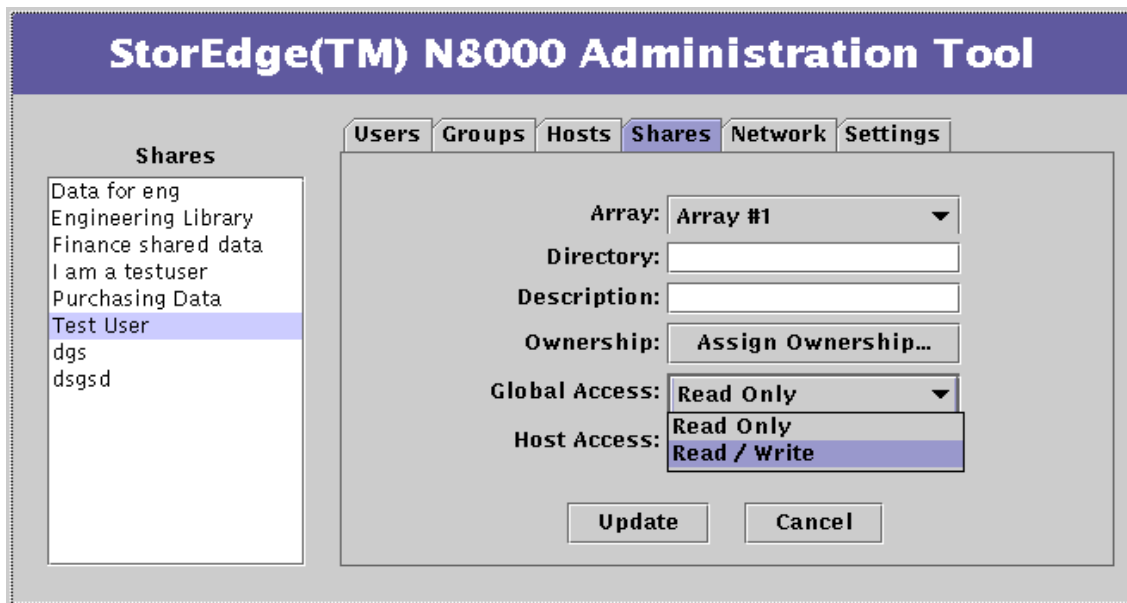 StorEdge(TM) N8000 Administration Tool
Users Groups Hosts Shares Network Settings
Shares
Data for eng
Engineering Library
Finance shared data
I am a testuser
Purchasing Data
Test User
dgs
dsgsd
Array: Array #1
Directory:
Description:
Ownership: Assign Ownership...
Global Access: Read Only
Read Only
Host Access: Read / Write
Update Cancel